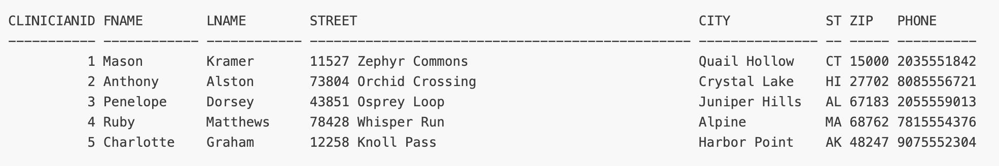 CLINICIANID FNAME        LNAME        STREET                                           CITY            ST ZIP   PHONE
----------- ------------ ------------ ------------------------------------------------ --------------- -- ----- ----------
          1 Mason        Kramer       11527 Zephyr Commons                             Quail Hollow    CT 15000 2035551842
          2 Anthony      Alston       73804 Orchid Crossing                            Crystal Lake    HI 27702 8085556721
          3 Penelope     Dorsey       43851 Osprey Loop                                Juniper Hills   AL 67183 2055559013
          4 Ruby         Matthews     78428 Whisper Run                                Alpine          MA 68762 7815554376
          5 Charlotte    Graham       12258 Knoll Pass                                 Harbor Point    AK 48247 9075552304